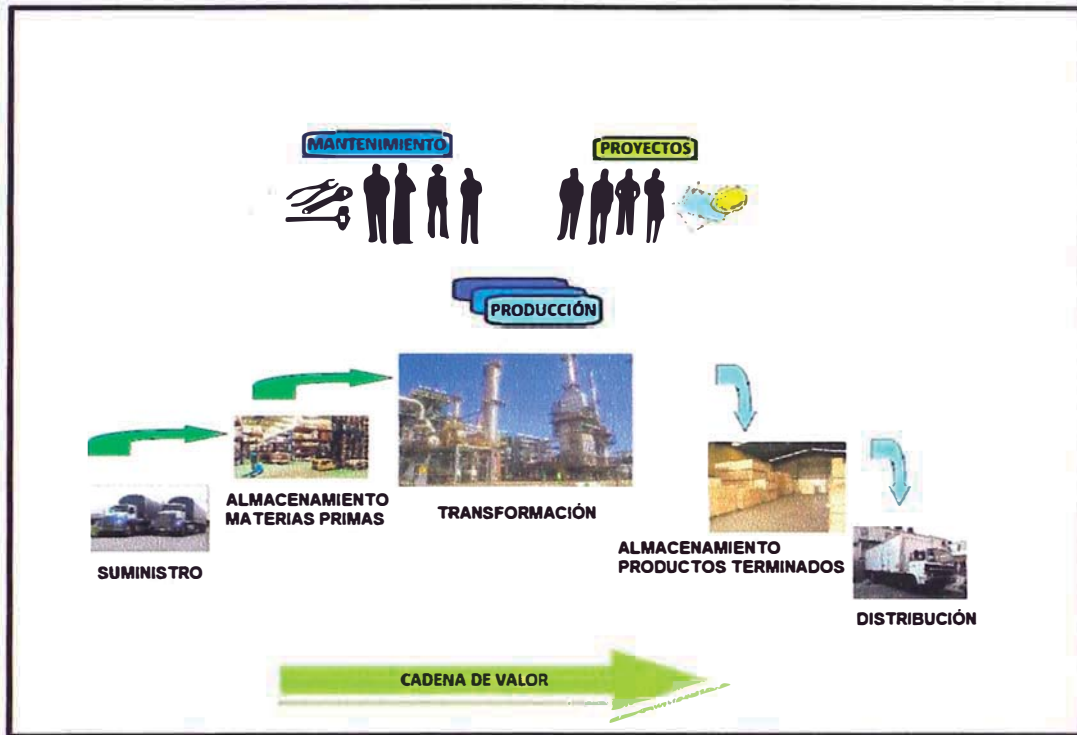 MANTENIMIENTO
PROYECTOS
PRODUCCIÓN
ALMACENAMIENTO
MATERIAS PRIMAS
TRANSFORMACIÓN
SUMINISTRO
ALMACENAMIENTO
PRODUCTOS TERMINADOS
DISTRIBUCIÓN
CADENA DE VALOR